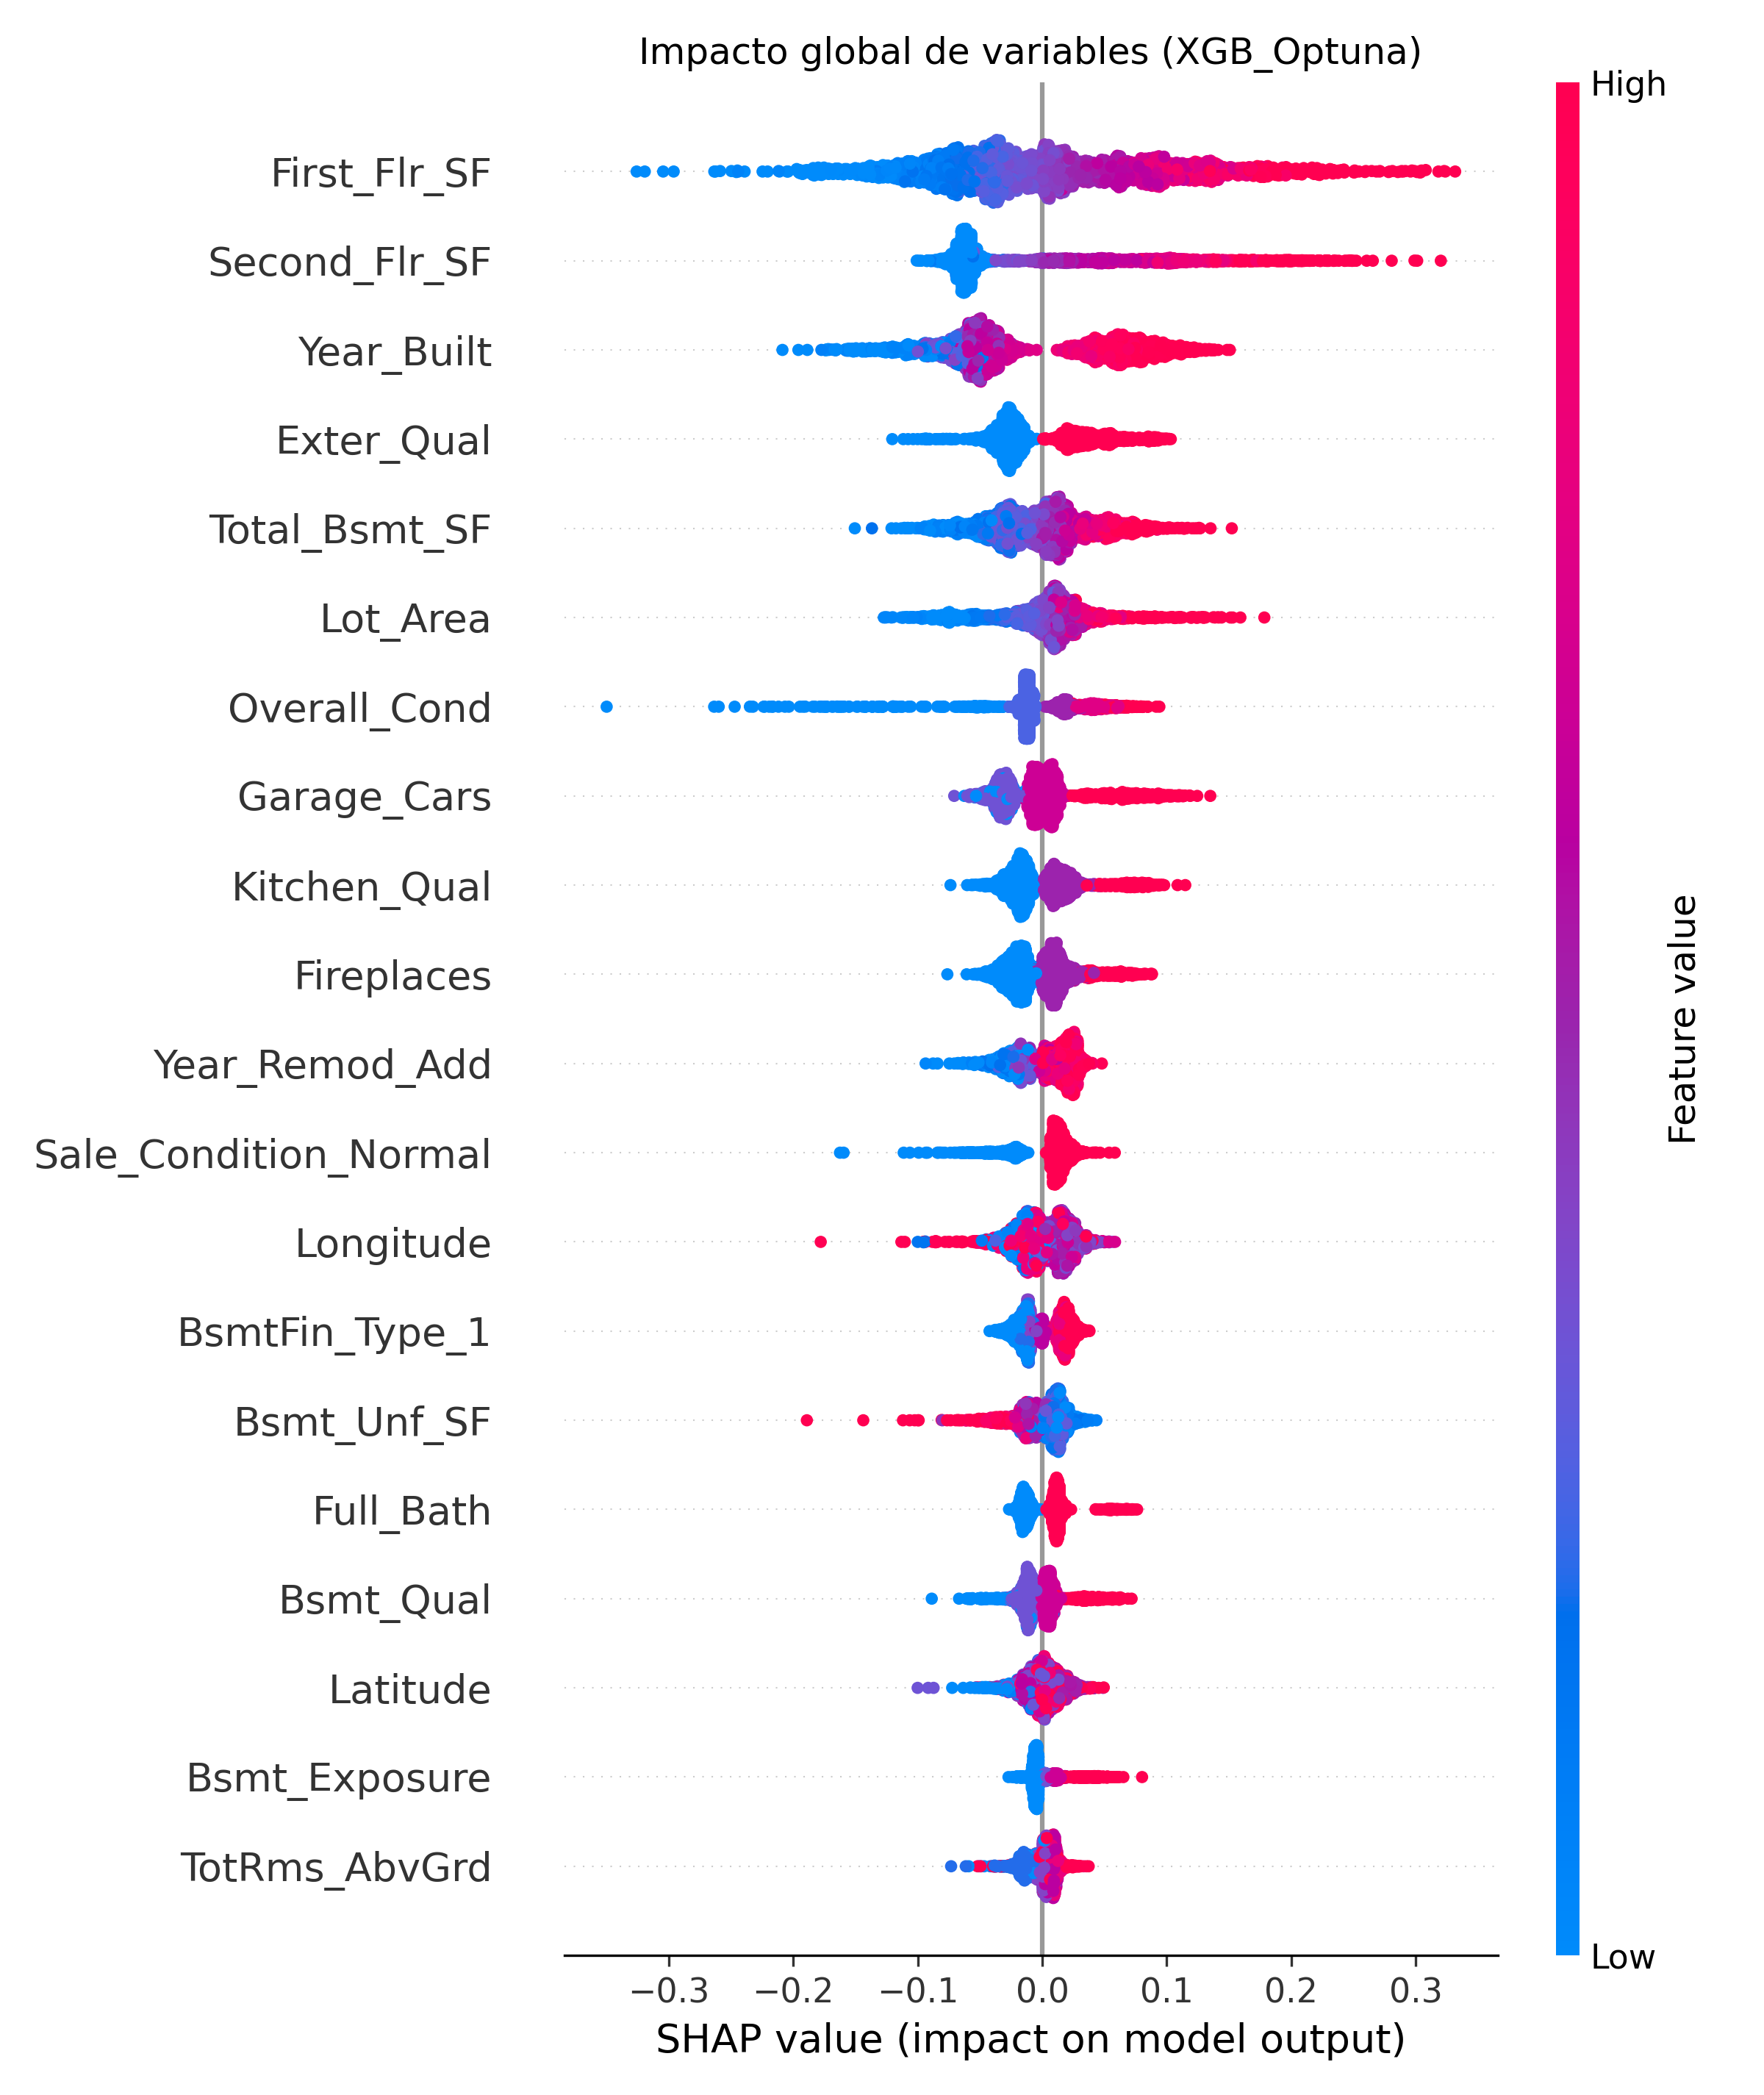 Impacto global de variables (XGB_Optuna)
High
First_Flr_SF
Second_Flr_SF
Year_Built
Exter_Qual
Total_Bsmt_SF
Lot_Area
Overall_Cond
Garage_Cars
Kitchen_Qual
Fireplaces
Year_Remod_Add
Sale_Condition_Normal
Longitude
BsmtFin_Type_1
Bsmt_Unf_SF
Full_Bath
Bsmt_Qual
Latitude
Bsmt_Exposure
TotRms_AbvGrd
Feature value
Low
−0.3 −0.2 −0.1 0.0 0.1 0.2 0.3
SHAP value (impact on model output)